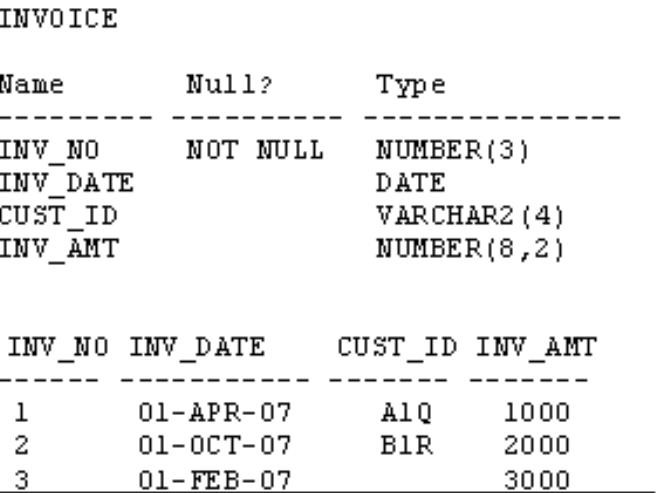 INVOICE
Name Null? Type
--------- ---------- ---------------
INV_NO NOT NULL NUMBER(3)
INV_DATE DATE
CUST_ID VARCHAR2(4)
INV_AMT NUMBER(8,2)
INV_NO INV_DATE CUST_ID INV_AMT
------ ----------- ------- -------
1 01-APR-07 A1Q 1000
2 01-OCT-07 B1R 2000
3 01-FEB-07 3000